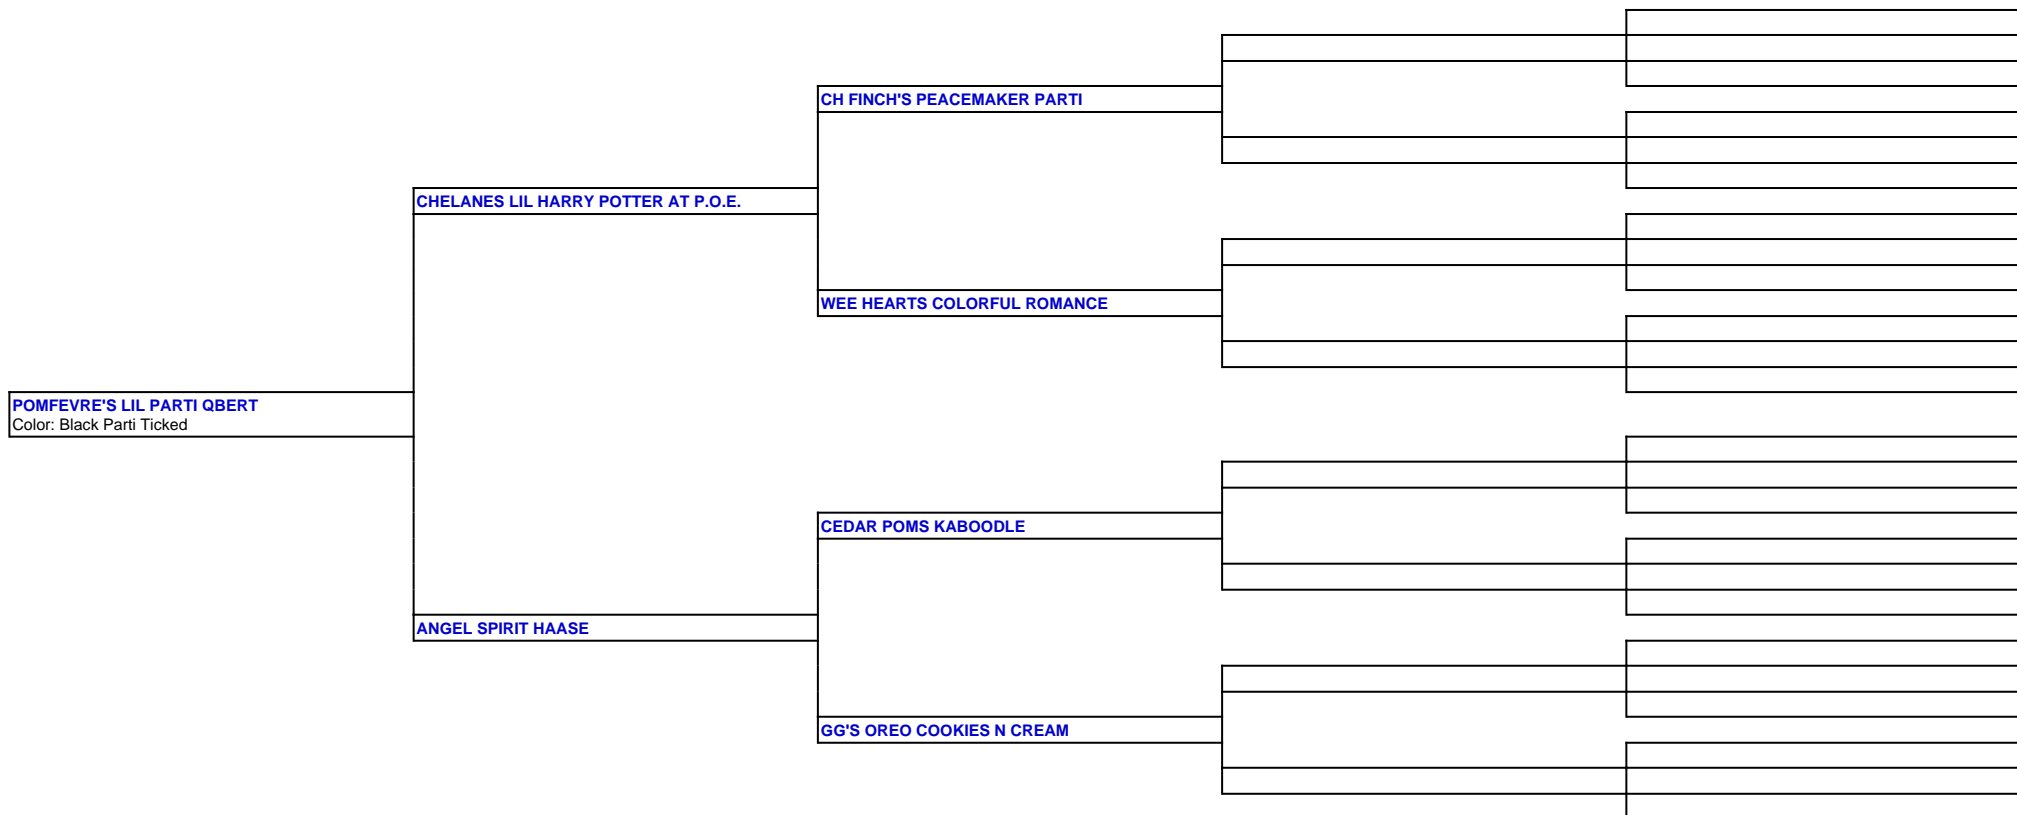 CH FINCH'S PEACEMAKER PARTI
CHELANES LIL HARRY POTTER AT P.O.E.
WEE HEARTS COLORFUL ROMANCE
POMFEVRE'S LIL PARTI QBERT
Color: Black Parti Ticked
CEDAR POMS KABOODLE
ANGEL SPIRIT HAASE
GG'S OREO COOKIES N CREAM